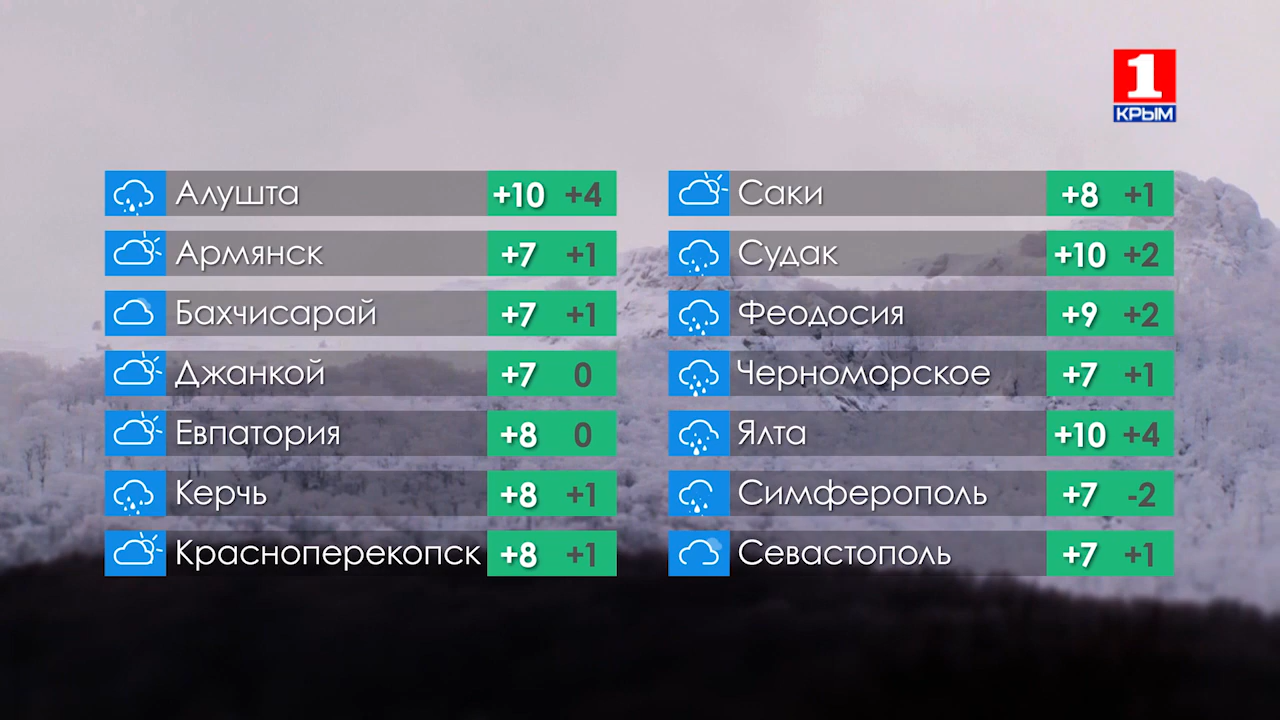 1
КРЫМ
Алушта +10 +4
Армянск +7 +1
Бахчисарай +7 +1
Джанкой +7 0
Евпатория +8 0
Керчь +8 +1
Красноперекопск +8 +1
Саки +8 +1
Судак +10 +2
Феодосия +9 +2
Черноморское +7 +1
Ялта +10 +4
Симферополь +7 -2
Севастополь +7 +1